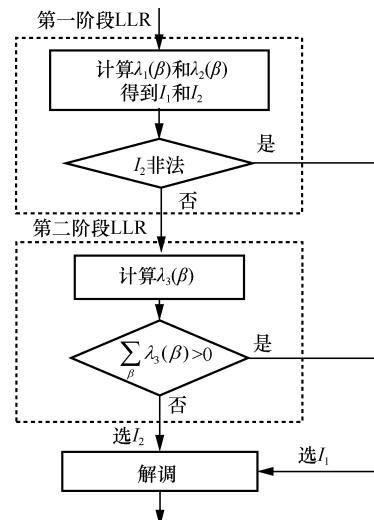 第一阶段LLR
计算λ₁(β)和λ₂(β)
得到I₁和I₂
是
I₂非法
否
第二阶段LLR
计算λ₃(β)
是
∑λ₃(β)>0
β
否
选I₂
选I₁
解调